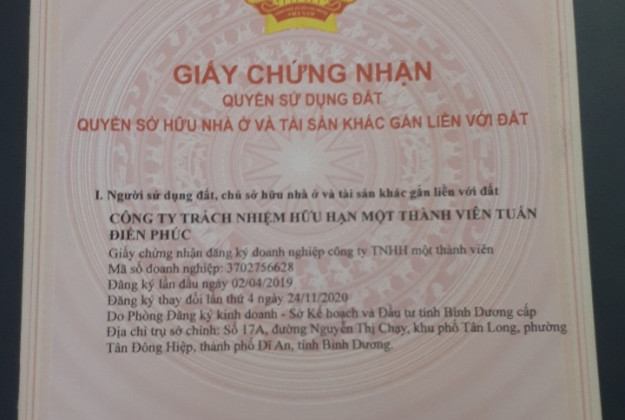 GIẤY CHỨNG NHẬN
QUYỀN SỬ DỤNG ĐẤT
QUYỀN SỞ HỮU NHÀ Ở VÀ TÀI SẢN KHÁC GẮN LIỀN VỚI ĐẤT
I. Người sử dụng đất, chủ sở hữu nhà ở và tài sản khác gắn liền với đất
CÔNG TY TRÁCH NHIỆM HỮU HẠN MỘT THÀNH VIÊN TUẤN
ĐIỀN PHÚC
Giấy chứng nhận đăng ký doanh nghiệp công ty TNHH một thành viên
Mã số doanh nghiệp: 3702756628
Đăng ký lần đầu ngày 02/04/2019
Đăng ký thay đổi lần thứ 4 ngày 24/11/2020
Do Phòng Đăng ký kinh doanh - Sở Kế hoạch và Đầu tư tỉnh Bình Dương cấp
Địa chỉ trụ sở chính: Số 17A, đường Nguyễn Thị Chạy, khu phố Tân Long, phường
Tân Đông Hiệp, thành phố Dĩ An, tỉnh Bình Dương.